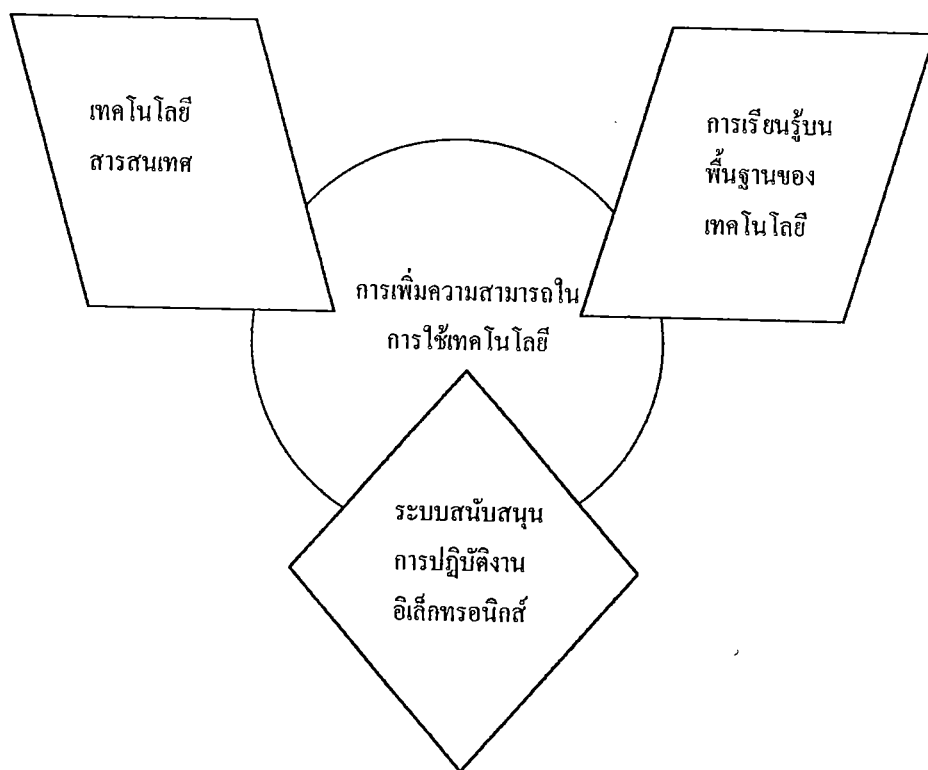 เทคโนโลยี
สารสนเทศ
การเรียนรู้บน
พื้นฐานของ
เทคโนโลยี
การเพิ่มความสามารถใน
การใช้เทคโนโลยี
ระบบสนับสนุน
การปฏิบัติงาน
อิเล็กทรอนิกส์